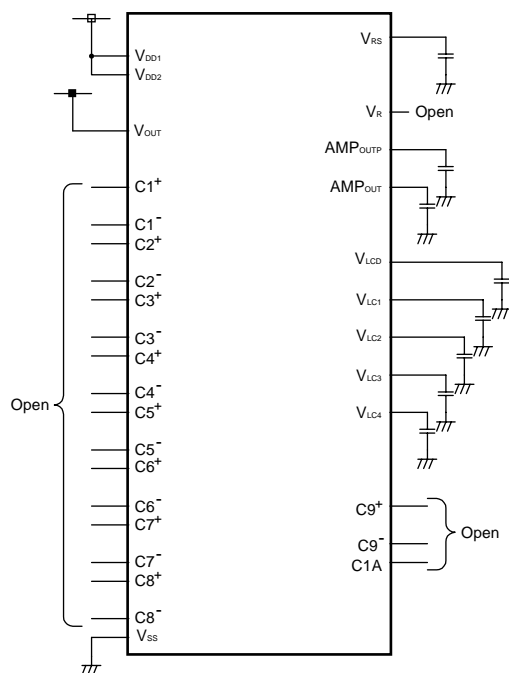 VDD1
VDD2
VOUT
C1+
C1-
C2+
C2-
C3+
C3-
C4+
C4-
C5+
C5-
C6+
C6-
C7+
C7-
C8+
C8-
VSS
Open
VRS
VR
Open
AMPOUTP
AMPOUT
VLCD
VLC1
VLC2
VLC3
VLC4
C9+
C9-
C1A
Open